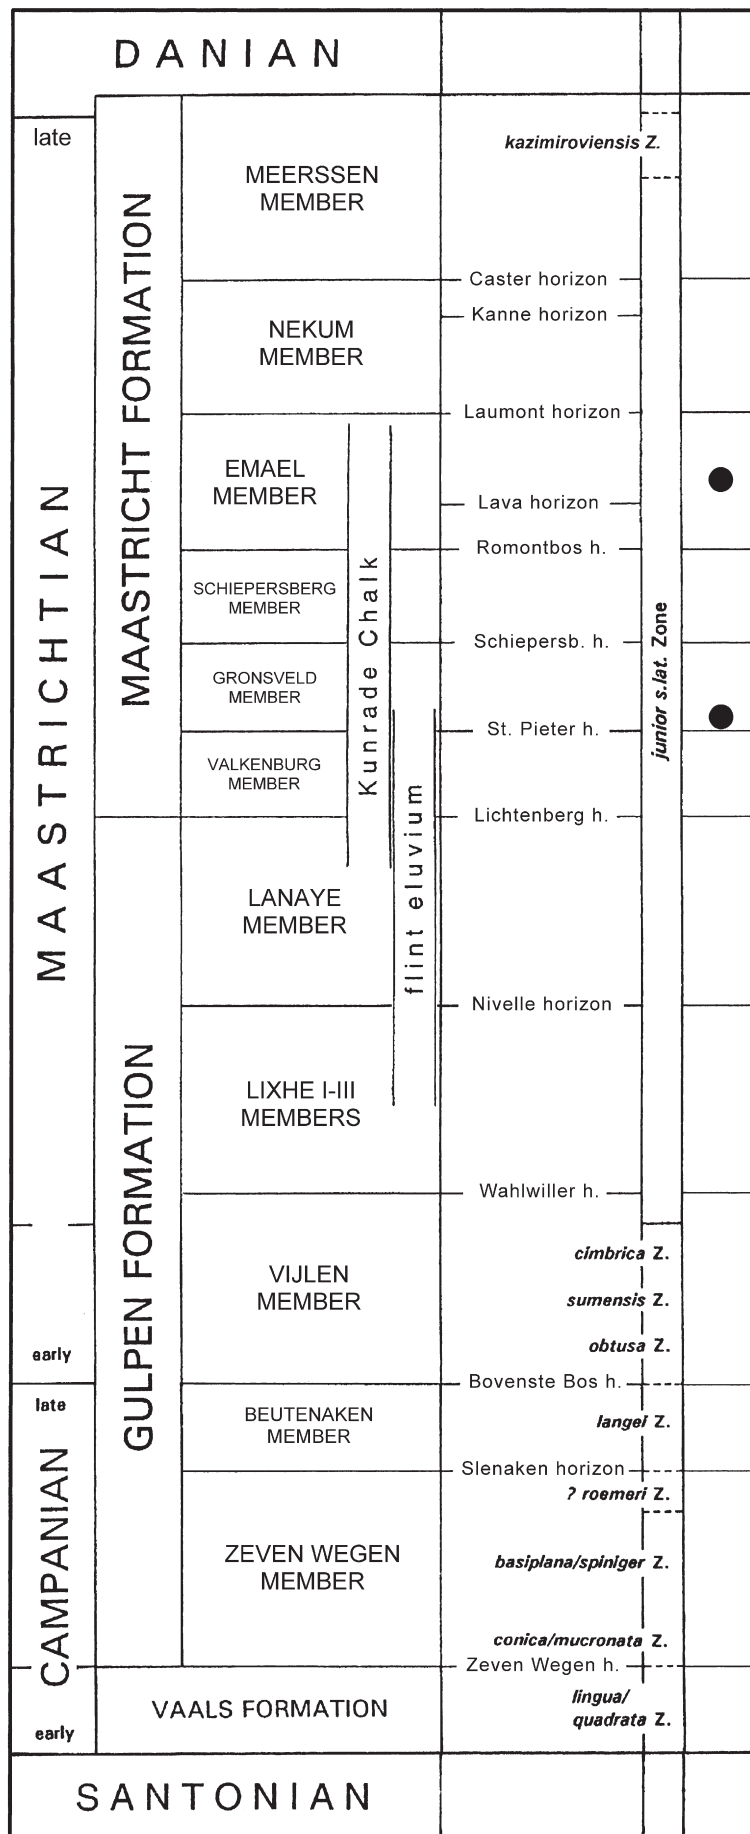 DANIAN
late
kazimiroviensis Z.
MEERSSEN
MEMBER
Caster horizon
Kanne horizon
NEKUM
MEMBER
Laumont horizon
EMAEL
MEMBER
Lava horizon
Romontbos h.
SCHIEPERSBERG
MEMBER
Schiepersb. h.
GRONSVELD
MEMBER
St. Pieter h.
VALKENBURG
MEMBER
Lichtenberg h.
LANAYE
MEMBER
Nivelle horizon
LIXHE I-III
MEMBERS
Wahlwiller h.
MAASTRICHTIAN
MAASTRICHT FORMATION
Kunrade Chalk
flint eluvium
junior s.lat. Zone
GULPEN FORMATION
cimbrica Z.
VIJLEN
MEMBER
sumensis Z.
obtusa Z.
early
Bovenste Bos h.
late
BEUTENAKEN
MEMBER
langei Z.
Slenaken horizon
? roemeri Z.
CAMPANIAN
ZEVEN WEGEN
MEMBER
basiplana/spiniger Z.
conica/mucronata Z.
Zeven Wegen h.
VAALS FORMATION
lingua/
quadrata Z.
early
SANTONIAN